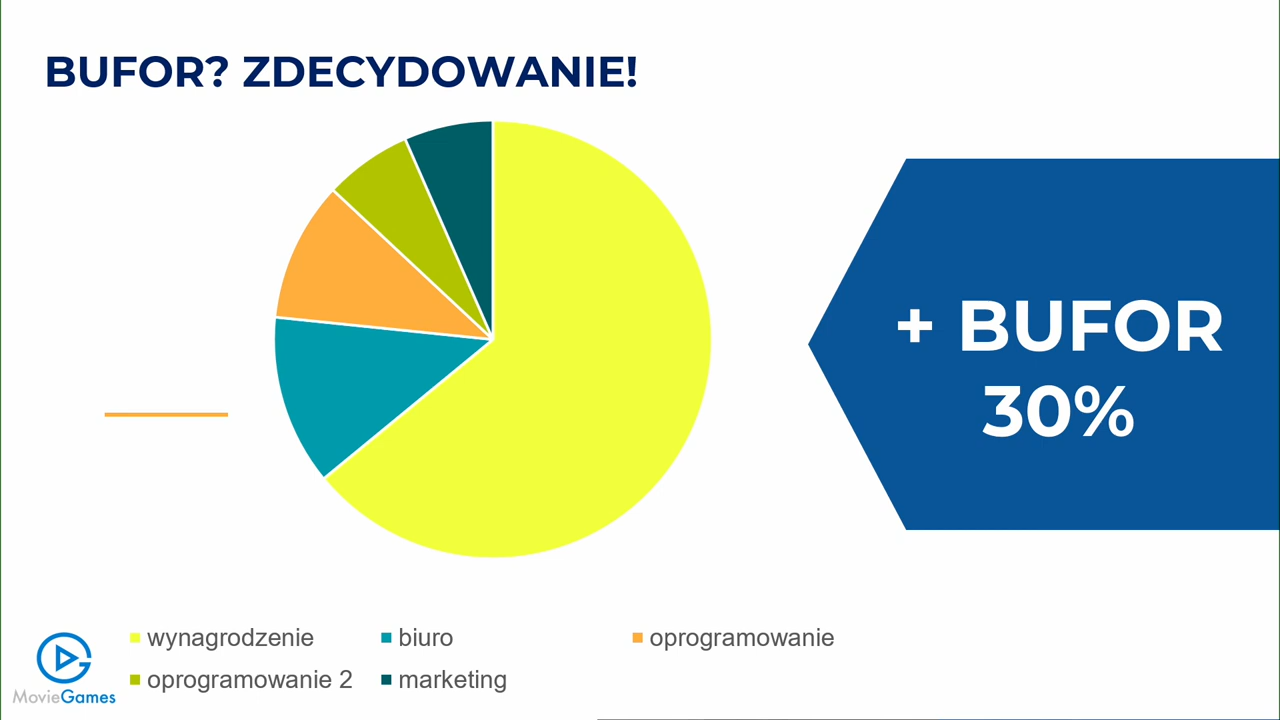 BUFOR? ZDECYDOWANIE!
+ BUFOR
30%
wynagrodzenie
biuro
oprogramowanie
oprogramowanie 2
marketing
MovieGames